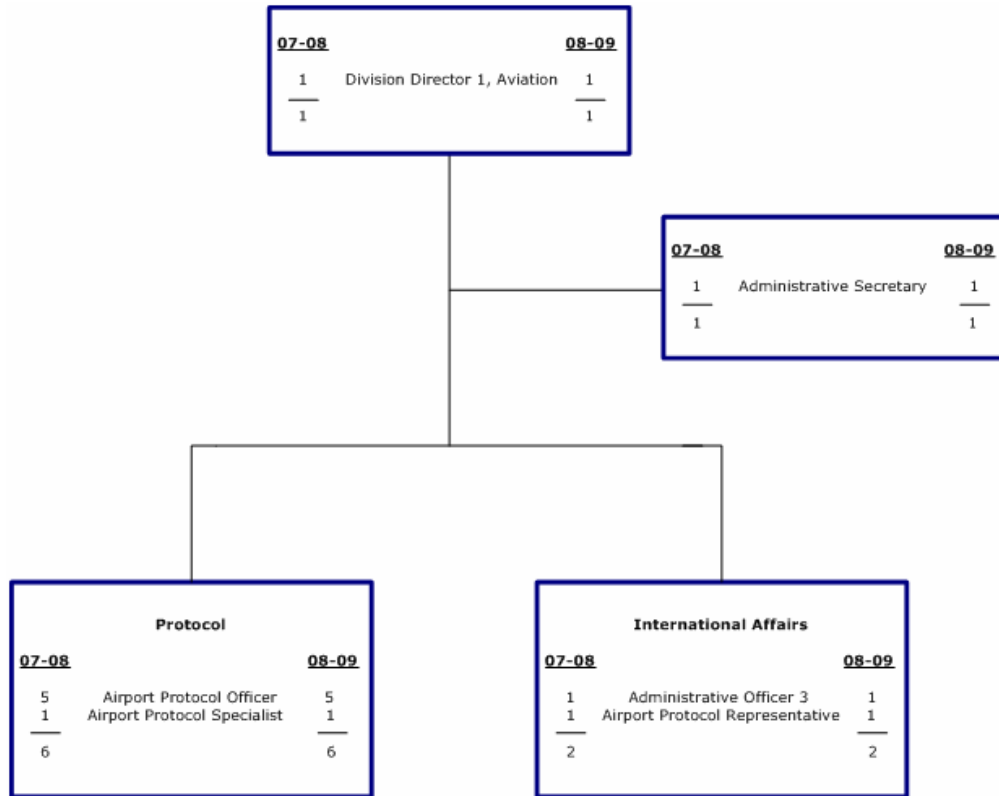 07-08 08-09
1 Division Director 1, Aviation 1
1 1
07-08 08-09
1 Administrative Secretary 1
1 1
Protocol
07-08 08-09
5 Airport Protocol Officer 5
1 Airport Protocol Specialist 1
6 6
International Affairs
07-08 08-09
1 Administrative Officer 3 1
1 Airport Protocol Representative 1
2 2